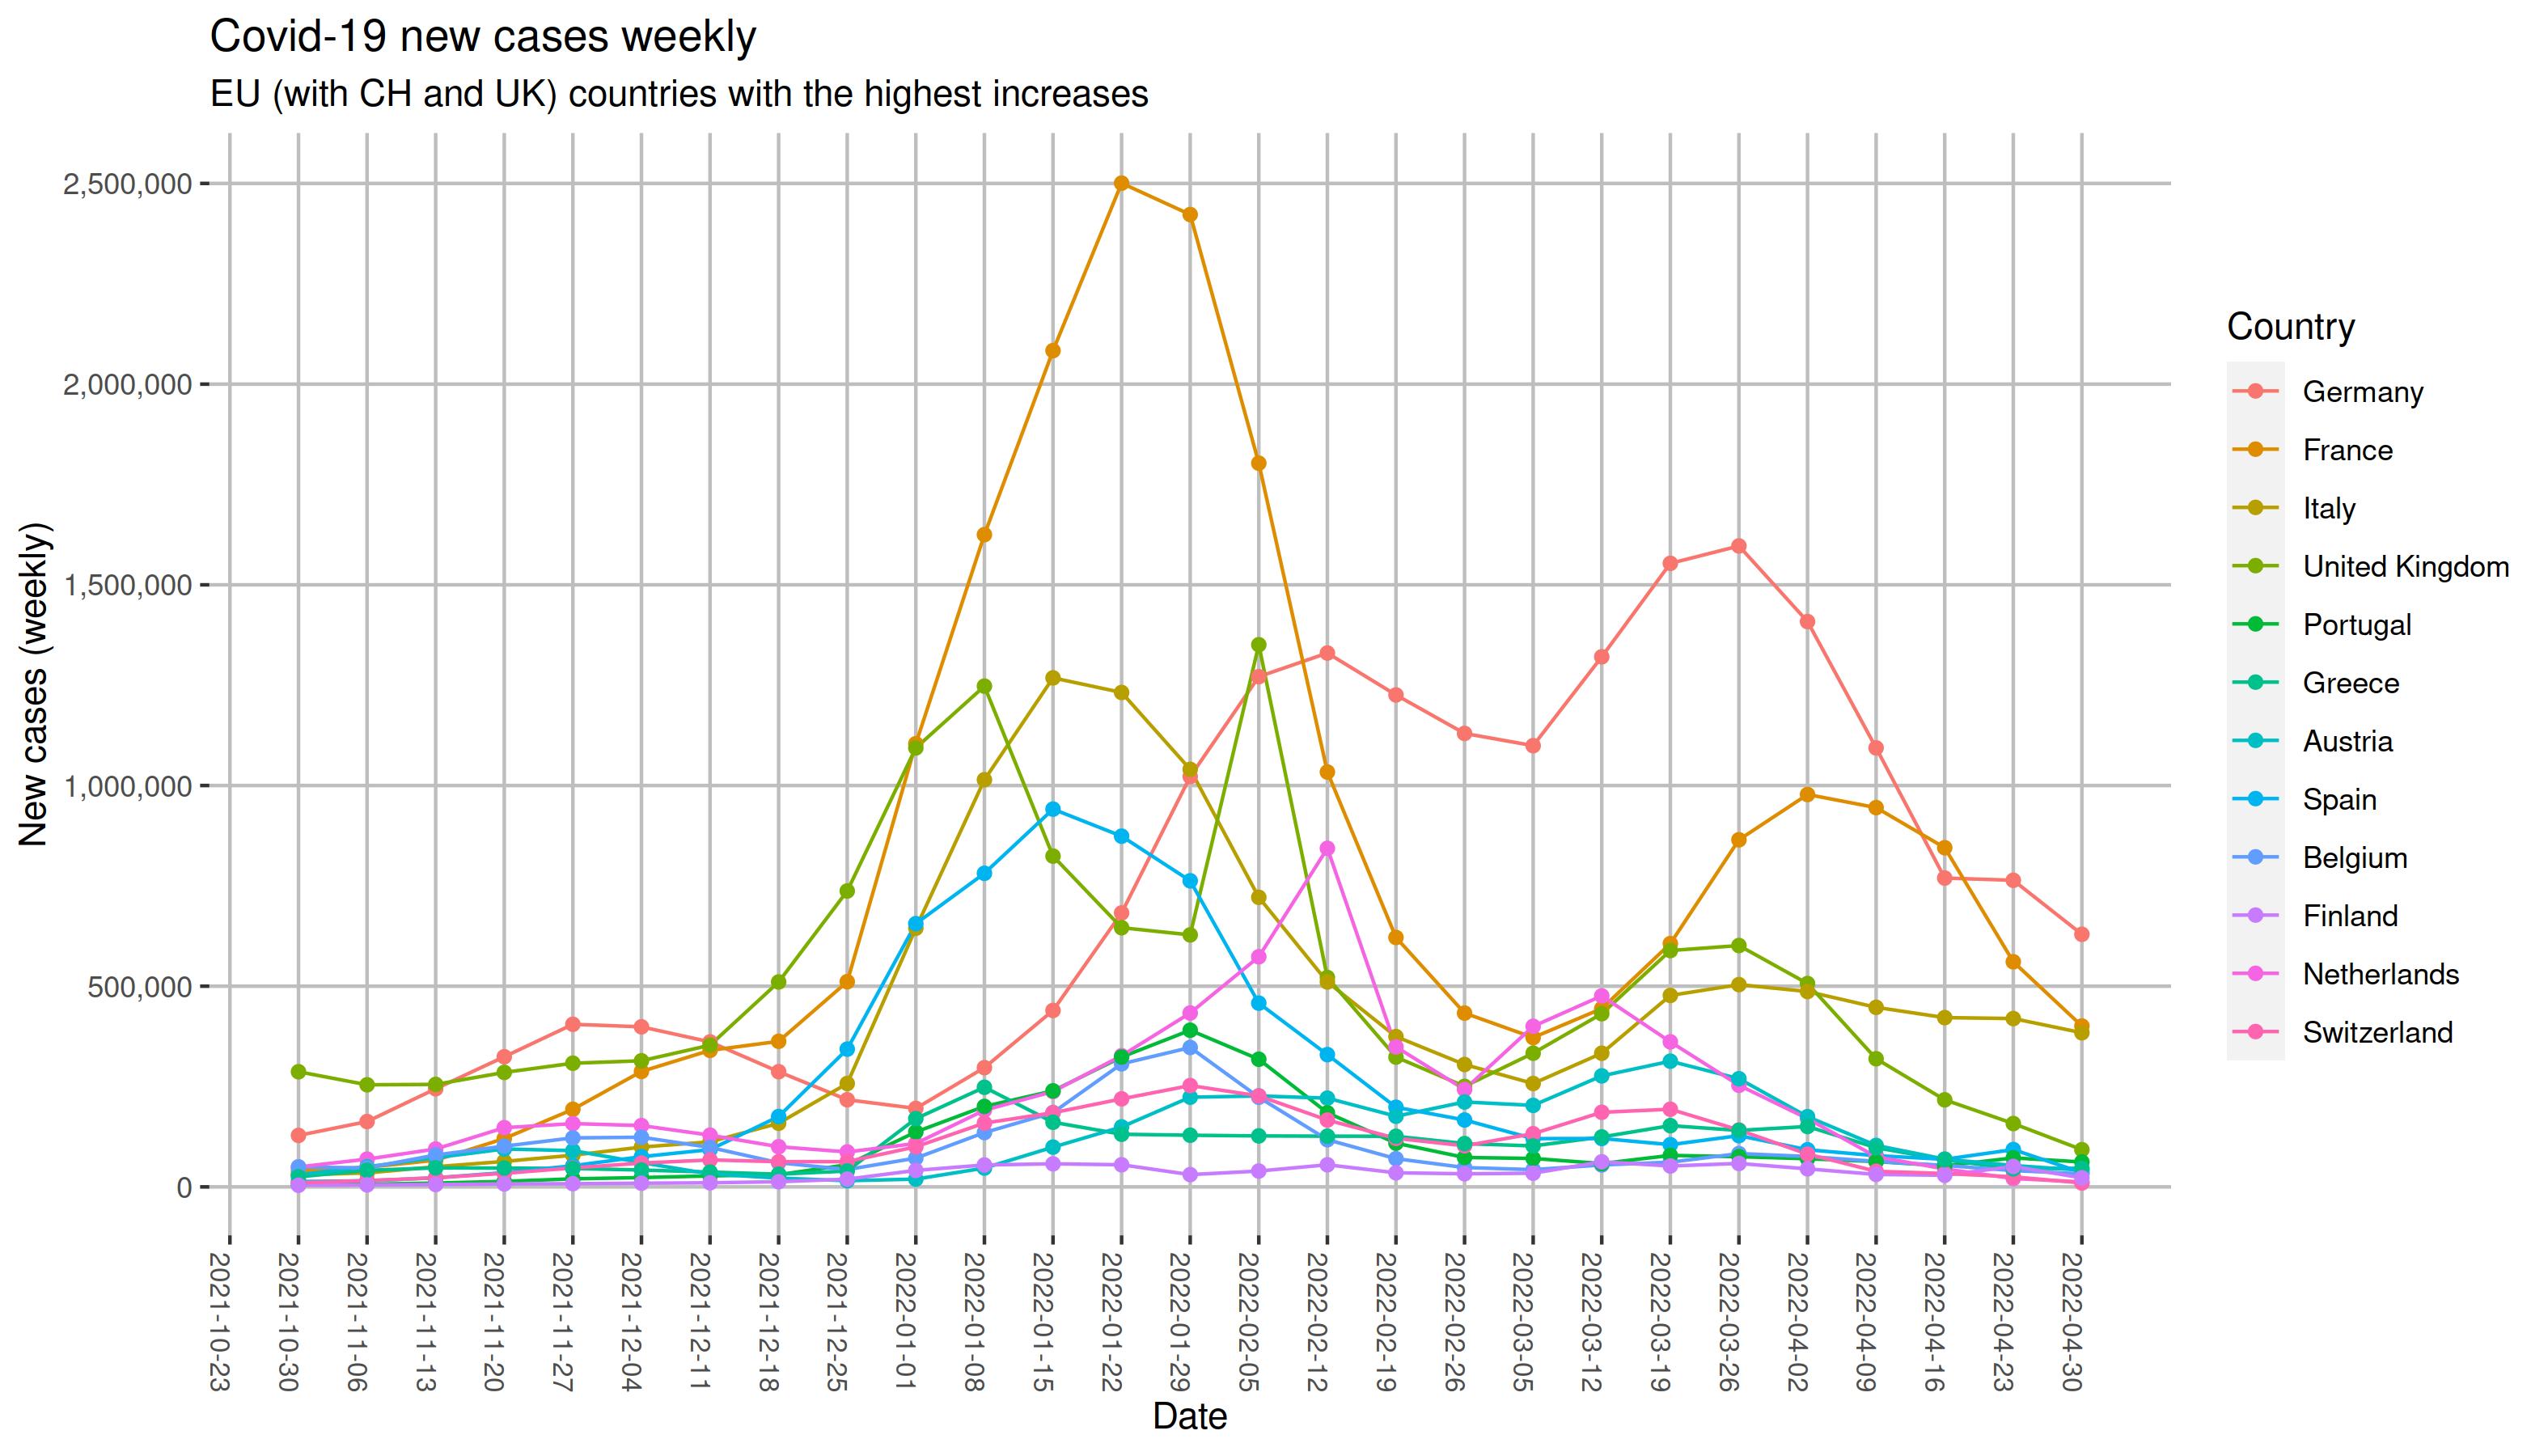 Covid-19 new cases weekly
EU (with CH and UK) countries with the highest increases
New cases (weekly)
2,500,000
2,000,000
1,500,000
1,000,000
500,000
0
2021-10-23
2021-10-30
2021-11-06
2021-11-13
2021-11-20
2021-11-27
2021-12-04
2021-12-11
2021-12-18
2021-12-25
2022-01-01
2022-01-08
2022-01-15
2022-01-22
2022-01-29
2022-02-05
2022-02-12
2022-02-19
2022-02-26
2022-03-05
2022-03-12
2022-03-19
2022-03-26
2022-04-02
2022-04-09
2022-04-16
2022-04-23
2022-04-30
Date
Country
Germany
France
Italy
United Kingdom
Portugal
Greece
Austria
Spain
Belgium
Finland
Netherlands
Switzerland